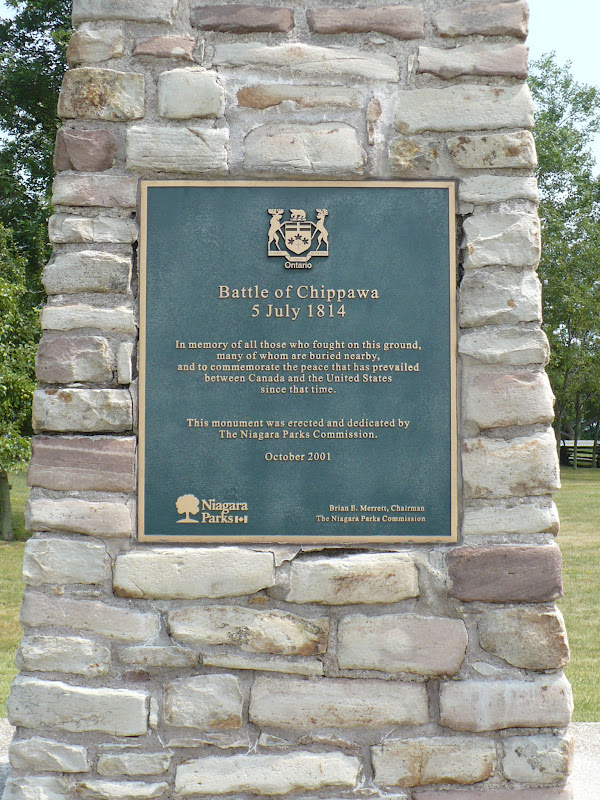 Ontario
Battle of Chippawa
5 July 1814
In memory of all those who fought on this ground,
many of whom are buried nearby,
and to commemorate the peace that has prevailed
between Canada and the United States
since that time.
This monument was erected and dedicated by
The Niagara Parks Commission.
October 2001
Niagara
Parks
Brian E. Merrett, Chairman
The Niagara Parks Commission